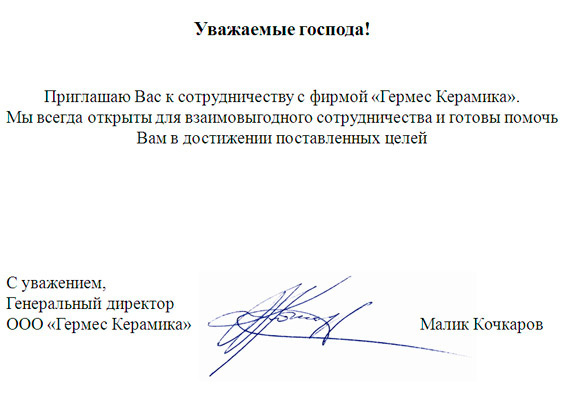 Уважаемые господа!
Приглашаю Вас к сотрудничеству с фирмой «Гермес Керамика».
Мы всегда открыты для взаимовыгодного сотрудничества и готовы помочь
Вам в достижении поставленных целей
С уважением,
Генеральный директор
ООО «Гермес Керамика» Малик Кочкаров